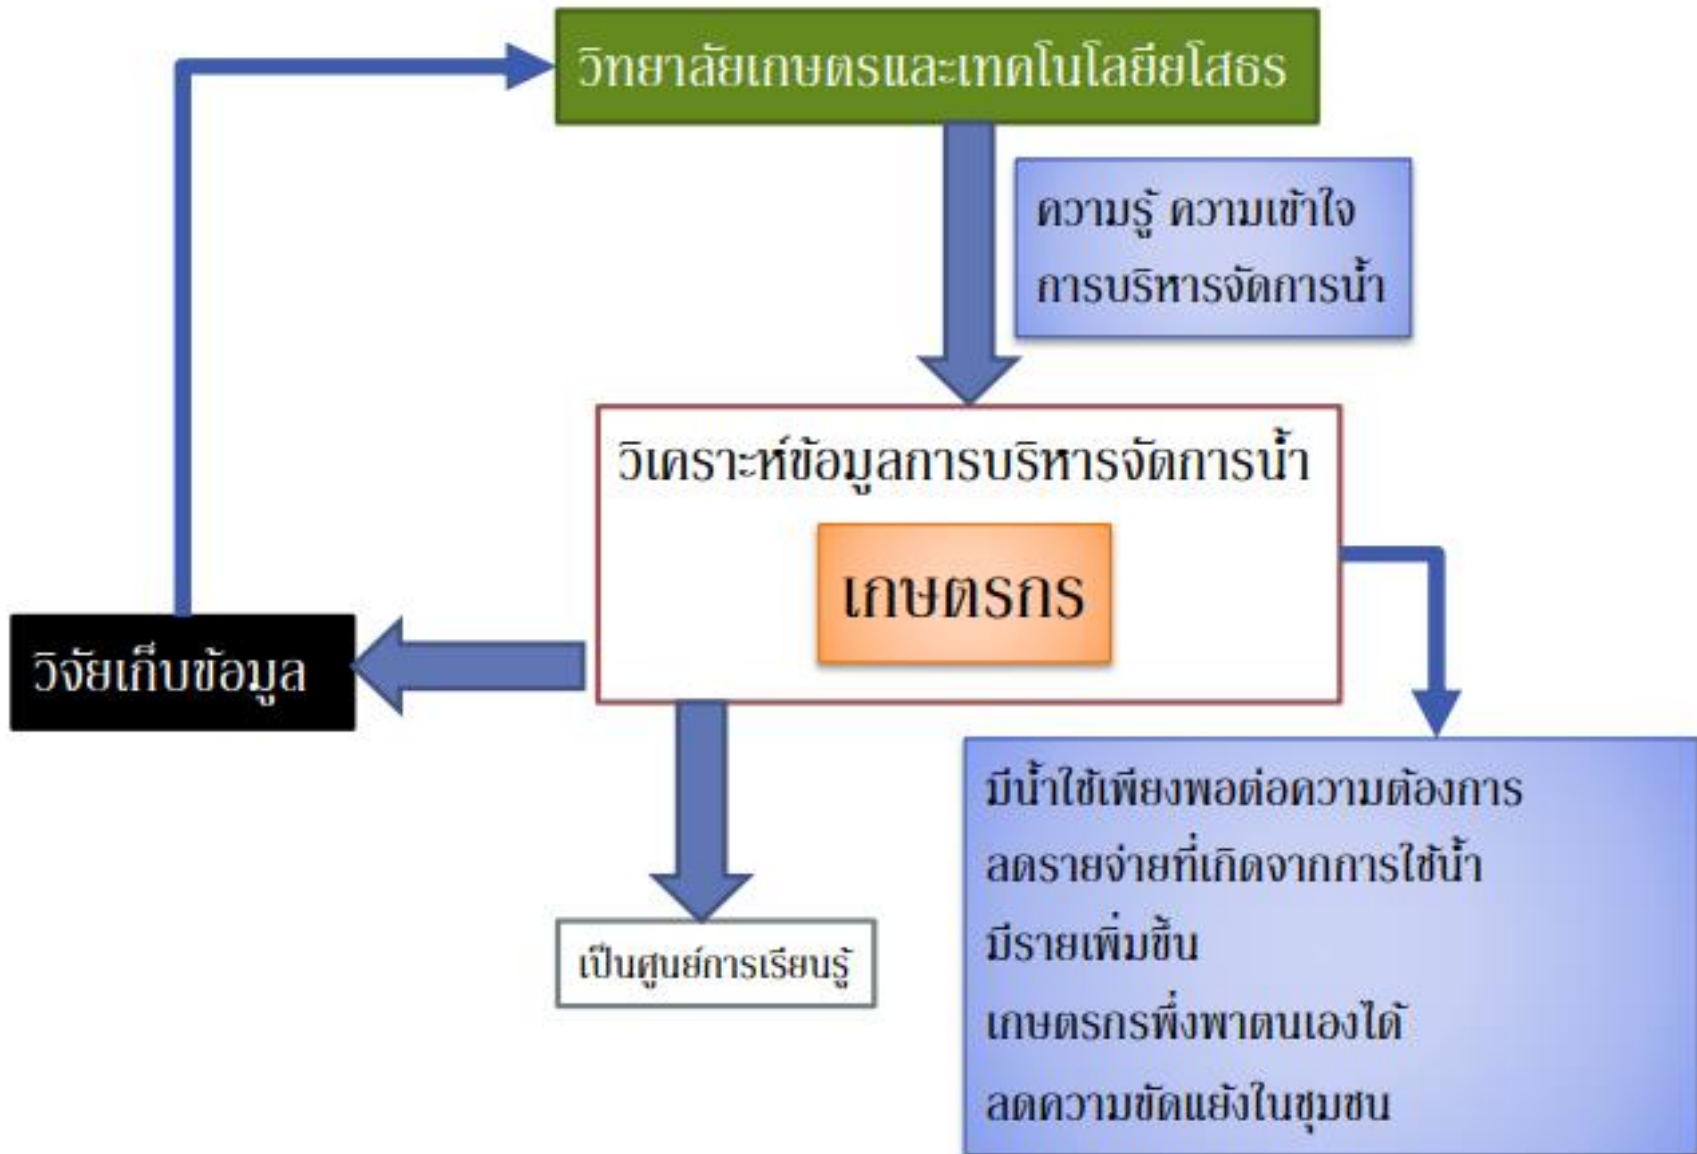 วิทยาลัยเกษตรและเทคโนโลยียโสธร
ความรู้ ความเข้าใจ
การบริหารจัดการน้ำ
วิเคราะห์ข้อมูลการบริหารจัดการน้ำ
เกษตรกร
วิจัยเก็บข้อมูล
เป็นศูนย์การเรียนรู้
มีน้ำใช้เพียงพอต่อความต้องการ
ลดรายจ่ายที่เกิดจากการใช้น้ำ
มีรายเพิ่มขึ้น
เกษตรกรพึ่งพาตนเองได้
ลดความขัดแย้งในชุมชน